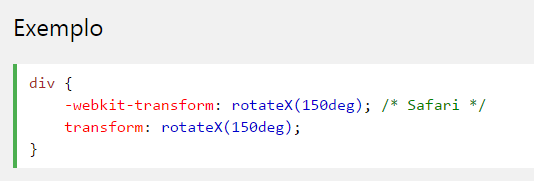 Exemplo
div {
    -webkit-transform: rotateX(150deg); /* Safari */
    transform: rotateX(150deg);
}